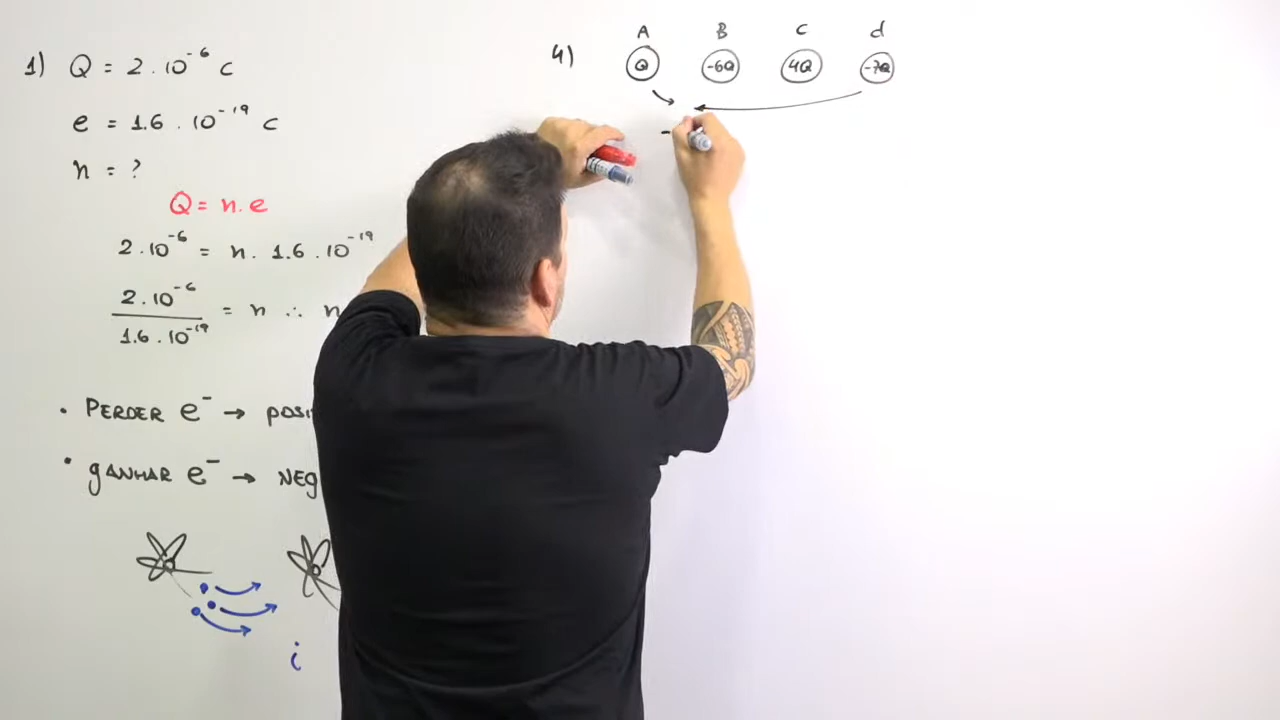 1) Q = 2 . 10⁻⁶ c
e = 1.6 . 10⁻¹⁹ c
n = ?
Q = n . e
2 . 10⁻⁶ = n . 1.6 . 10⁻¹⁹
2 . 10⁻⁶ / 1.6 . 10⁻¹⁹ = n ∴ n
• PERDER e⁻ →
• gANHAR e⁻ → NEg
i
4) A B C d
Q -6Q 4Q -7Q